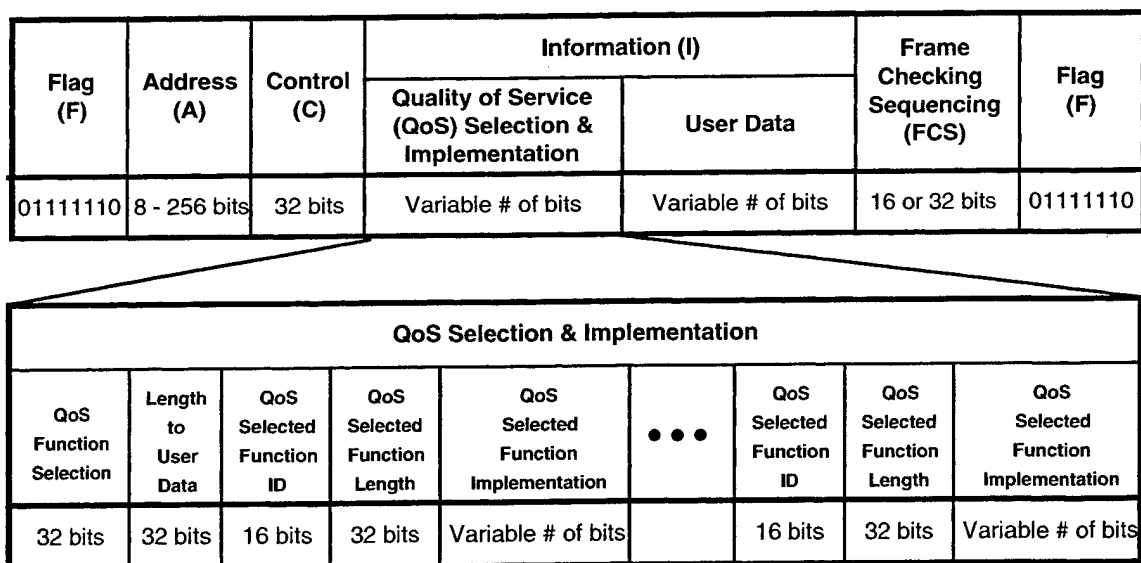 Flag
(F)
Address
(A)
Control
(C)
Information (I)
Quality of Service
(QoS) Selection &
Implementation
User Data
Frame
Checking
Sequencing
(FCS)
Flag
(F)
01111110
8 - 256 bits
32 bits
Variable # of bits
Variable # of bits
16 or 32 bits
01111110
QoS Selection & Implementation
QoS
Function
Selection
Length
to
User
Data
QoS
Selected
Function
ID
QoS
Selected
Function
Length
QoS
Selected
Function
Implementation
● ● ●
QoS
Selected
Function
ID
QoS
Selected
Function
Length
QoS
Selected
Function
Implementation
32 bits
32 bits
16 bits
32 bits
Variable # of bits
16 bits
32 bits
Variable # of bits